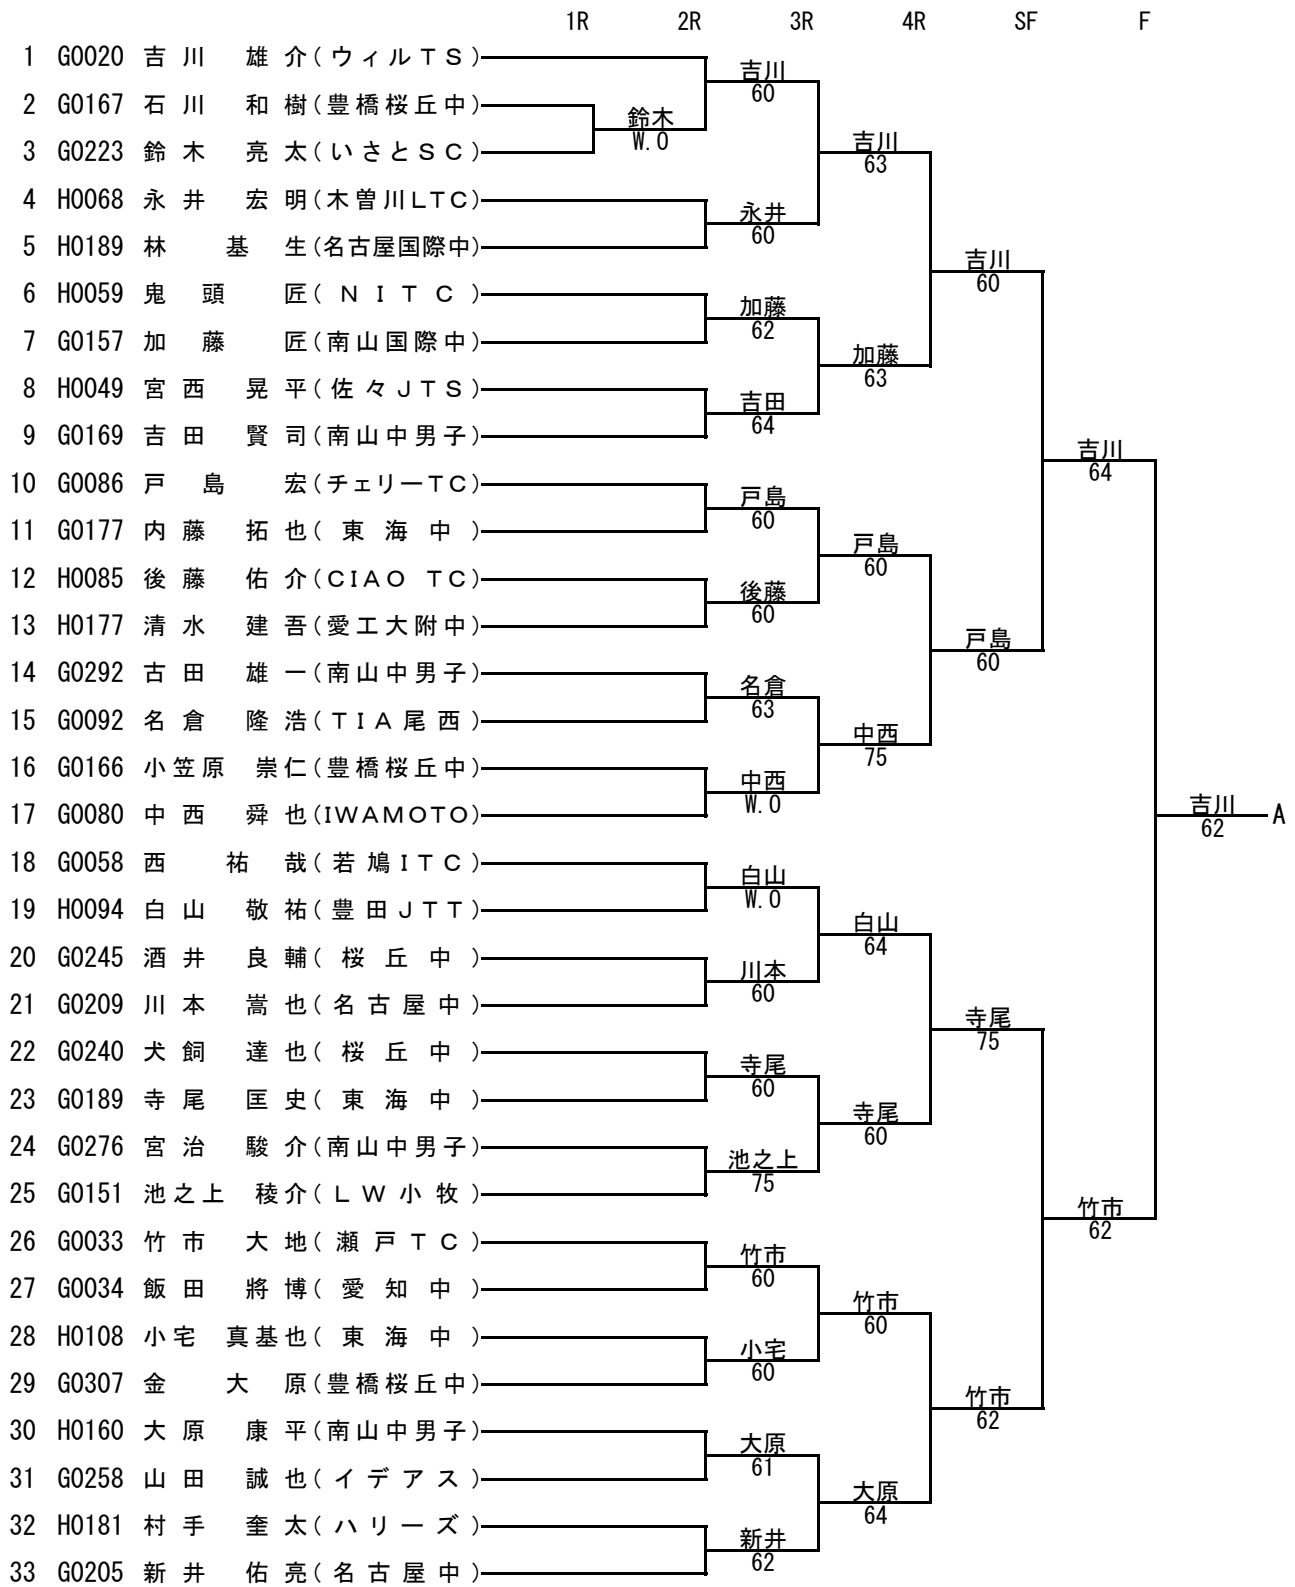 1R 2R 3R 4R SF F
1 G0020 吉川 雄介(ウィルTS)
吉川
60
2 G0167 石川 和樹(豊橋桜丘中)
鈴木
W.0
3 G0223 鈴木 亮太(いさとSC)
吉川
63
4 H0068 永井 宏明(木曽川LTC)
永井
60
5 H0189 林 基生(名古屋国際中)
吉川
60
6 H0059 鬼頭 匠(NITC)
加藤
62
7 G0157 加藤 匠(南山国際中)
加藤
63
8 H0049 宮西 晃平(佐々JTS)
吉田
64
9 G0169 吉田 賢司(南山中男子)
吉川
64
10 G0086 戸島 宏(チェリーTC)
戸島
60
11 G0177 内藤 拓也(東海中)
戸島
60
12 H0085 後藤 佑介(CIAO TC)
後藤
60
13 H0177 清水 建吾(愛工大附中)
戸島
60
14 G0292 古田 雄一(南山中男子)
名倉
63
15 G0092 名倉 隆浩(TIA尾西)
中西
75
16 G0166 小笠原 崇仁(豊橋桜丘中)
中西
W.0
17 G0080 中西 舜也(IWAMOTO)
吉川
62
A
18 G0058 西 祐哉(若鳩ITC)
白山
W.0
19 H0094 白山 敬祐(豊田JTT)
白山
64
20 G0245 酒井 良輔(桜丘中)
川本
60
21 G0209 川本 嵩也(名古屋中)
寺尾
75
22 G0240 犬飼 達也(桜丘中)
寺尾
60
23 G0189 寺尾 匡史(東海中)
寺尾
60
24 G0276 宮治 駿介(南山中男子)
池之上
75
25 G0151 池之上 稜介(LW小牧)
竹市
62
26 G0033 竹市 大地(瀬戸TC)
竹市
60
27 G0034 飯田 將博(愛知中)
竹市
60
28 H0108 小宅 真基也(東海中)
小宅
60
29 G0307 金 大原(豊橋桜丘中)
竹市
62
30 H0160 大原 康平(南山中男子)
大原
61
31 G0258 山田 誠也(イデアス)
大原
64
32 H0181 村手 奎太(ハリーズ)
新井
62
33 G0205 新井 佑亮(名古屋中)